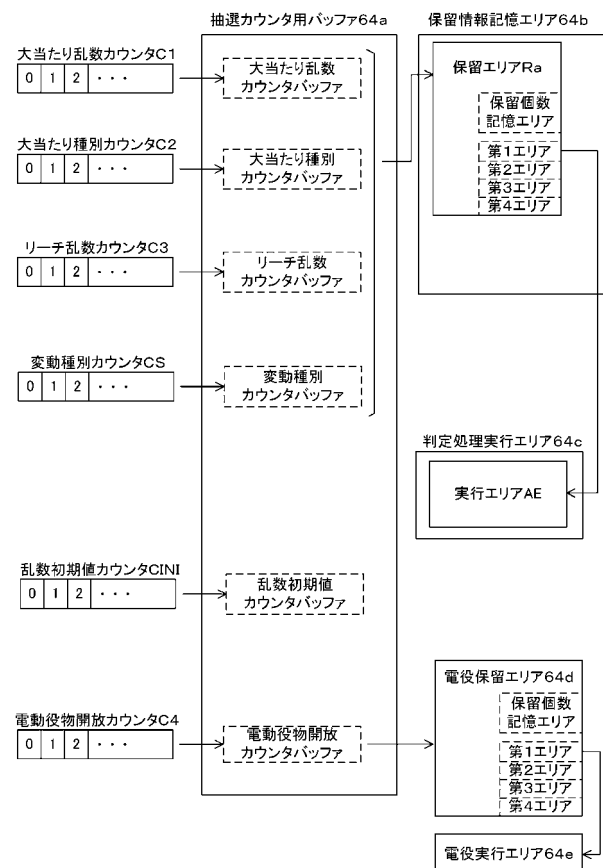 抽選カウンタ用バッファ64a
保留情報記憶エリア64b
大当たり乱数カウンタC1
0 1 2 ・・・
大当たり乱数
カウンタバッファ
保留エリアRa
保留個数
記憶エリア
第1エリア
第2エリア
第3エリア
第4エリア
大当たり種別カウンタC2
0 1 2 ・・・
大当たり種別
カウンタバッファ
リーチ乱数カウンタC3
0 1 2 ・・・
リーチ乱数
カウンタバッファ
変動種別カウンタCS
0 1 2 ・・・
変動種別
カウンタバッファ
判定処理実行エリア64c
実行エリアAE
乱数初期値カウンタCINI
0 1 2 ・・・
乱数初期値
カウンタバッファ
電動役物開放カウンタC4
0 1 2 ・・・
電動役物開放
カウンタバッファ
電役保留エリア64d
保留個数
記憶エリア
第1エリア
第2エリア
第3エリア
第4エリア
電役実行エリア64e